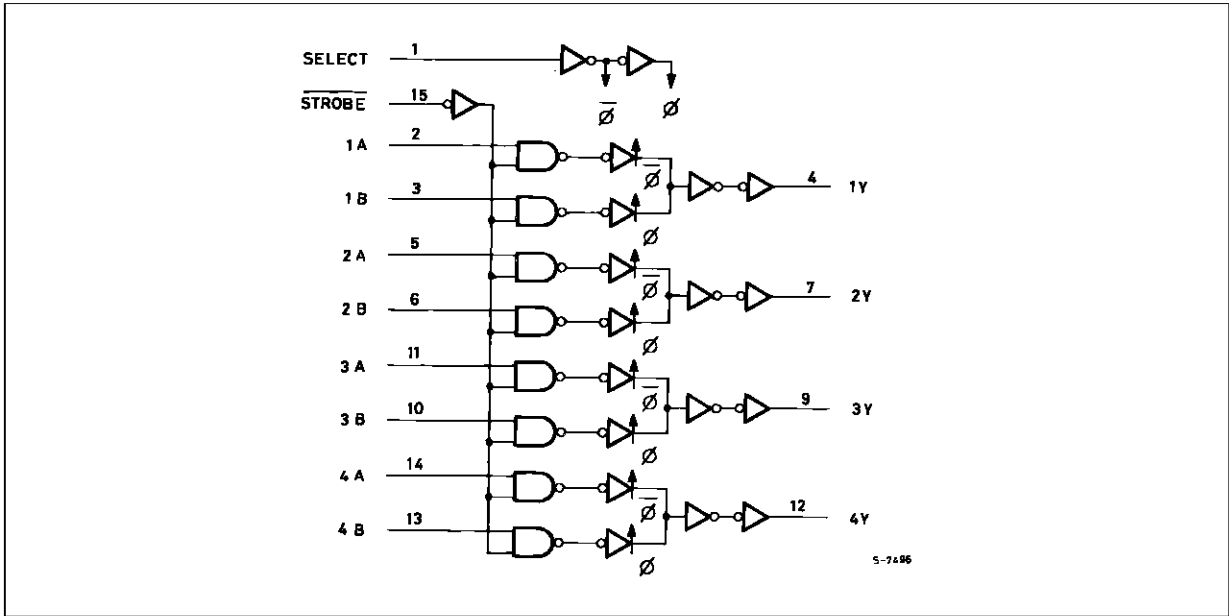 SELECT 1
STROBE 15
Ø̅ Ø
1A 2
Ø̅ 4 1Y
1B 3
Ø
2A 5
Ø̅ 7 2Y
2B 6
Ø
3A 11
Ø̅ 9 3Y
3B 10
Ø
4A 14
Ø̅ 12 4Y
4B 13
Ø